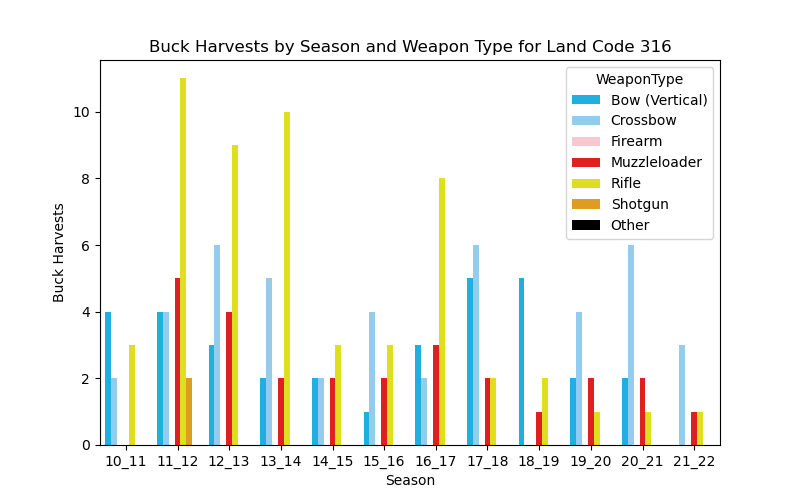 Buck Harvests by Season and Weapon Type for Land Code 316
WeaponType
Bow (Vertical)
Crossbow
Firearm
Muzzleloader
Rifle
Shotgun
Other
Buck Harvests
10
8
6
4
2
0
10_11 11_12 12_13 13_14 14_15 15_16 16_17 17_18 18_19 19_20 20_21 21_22
Season